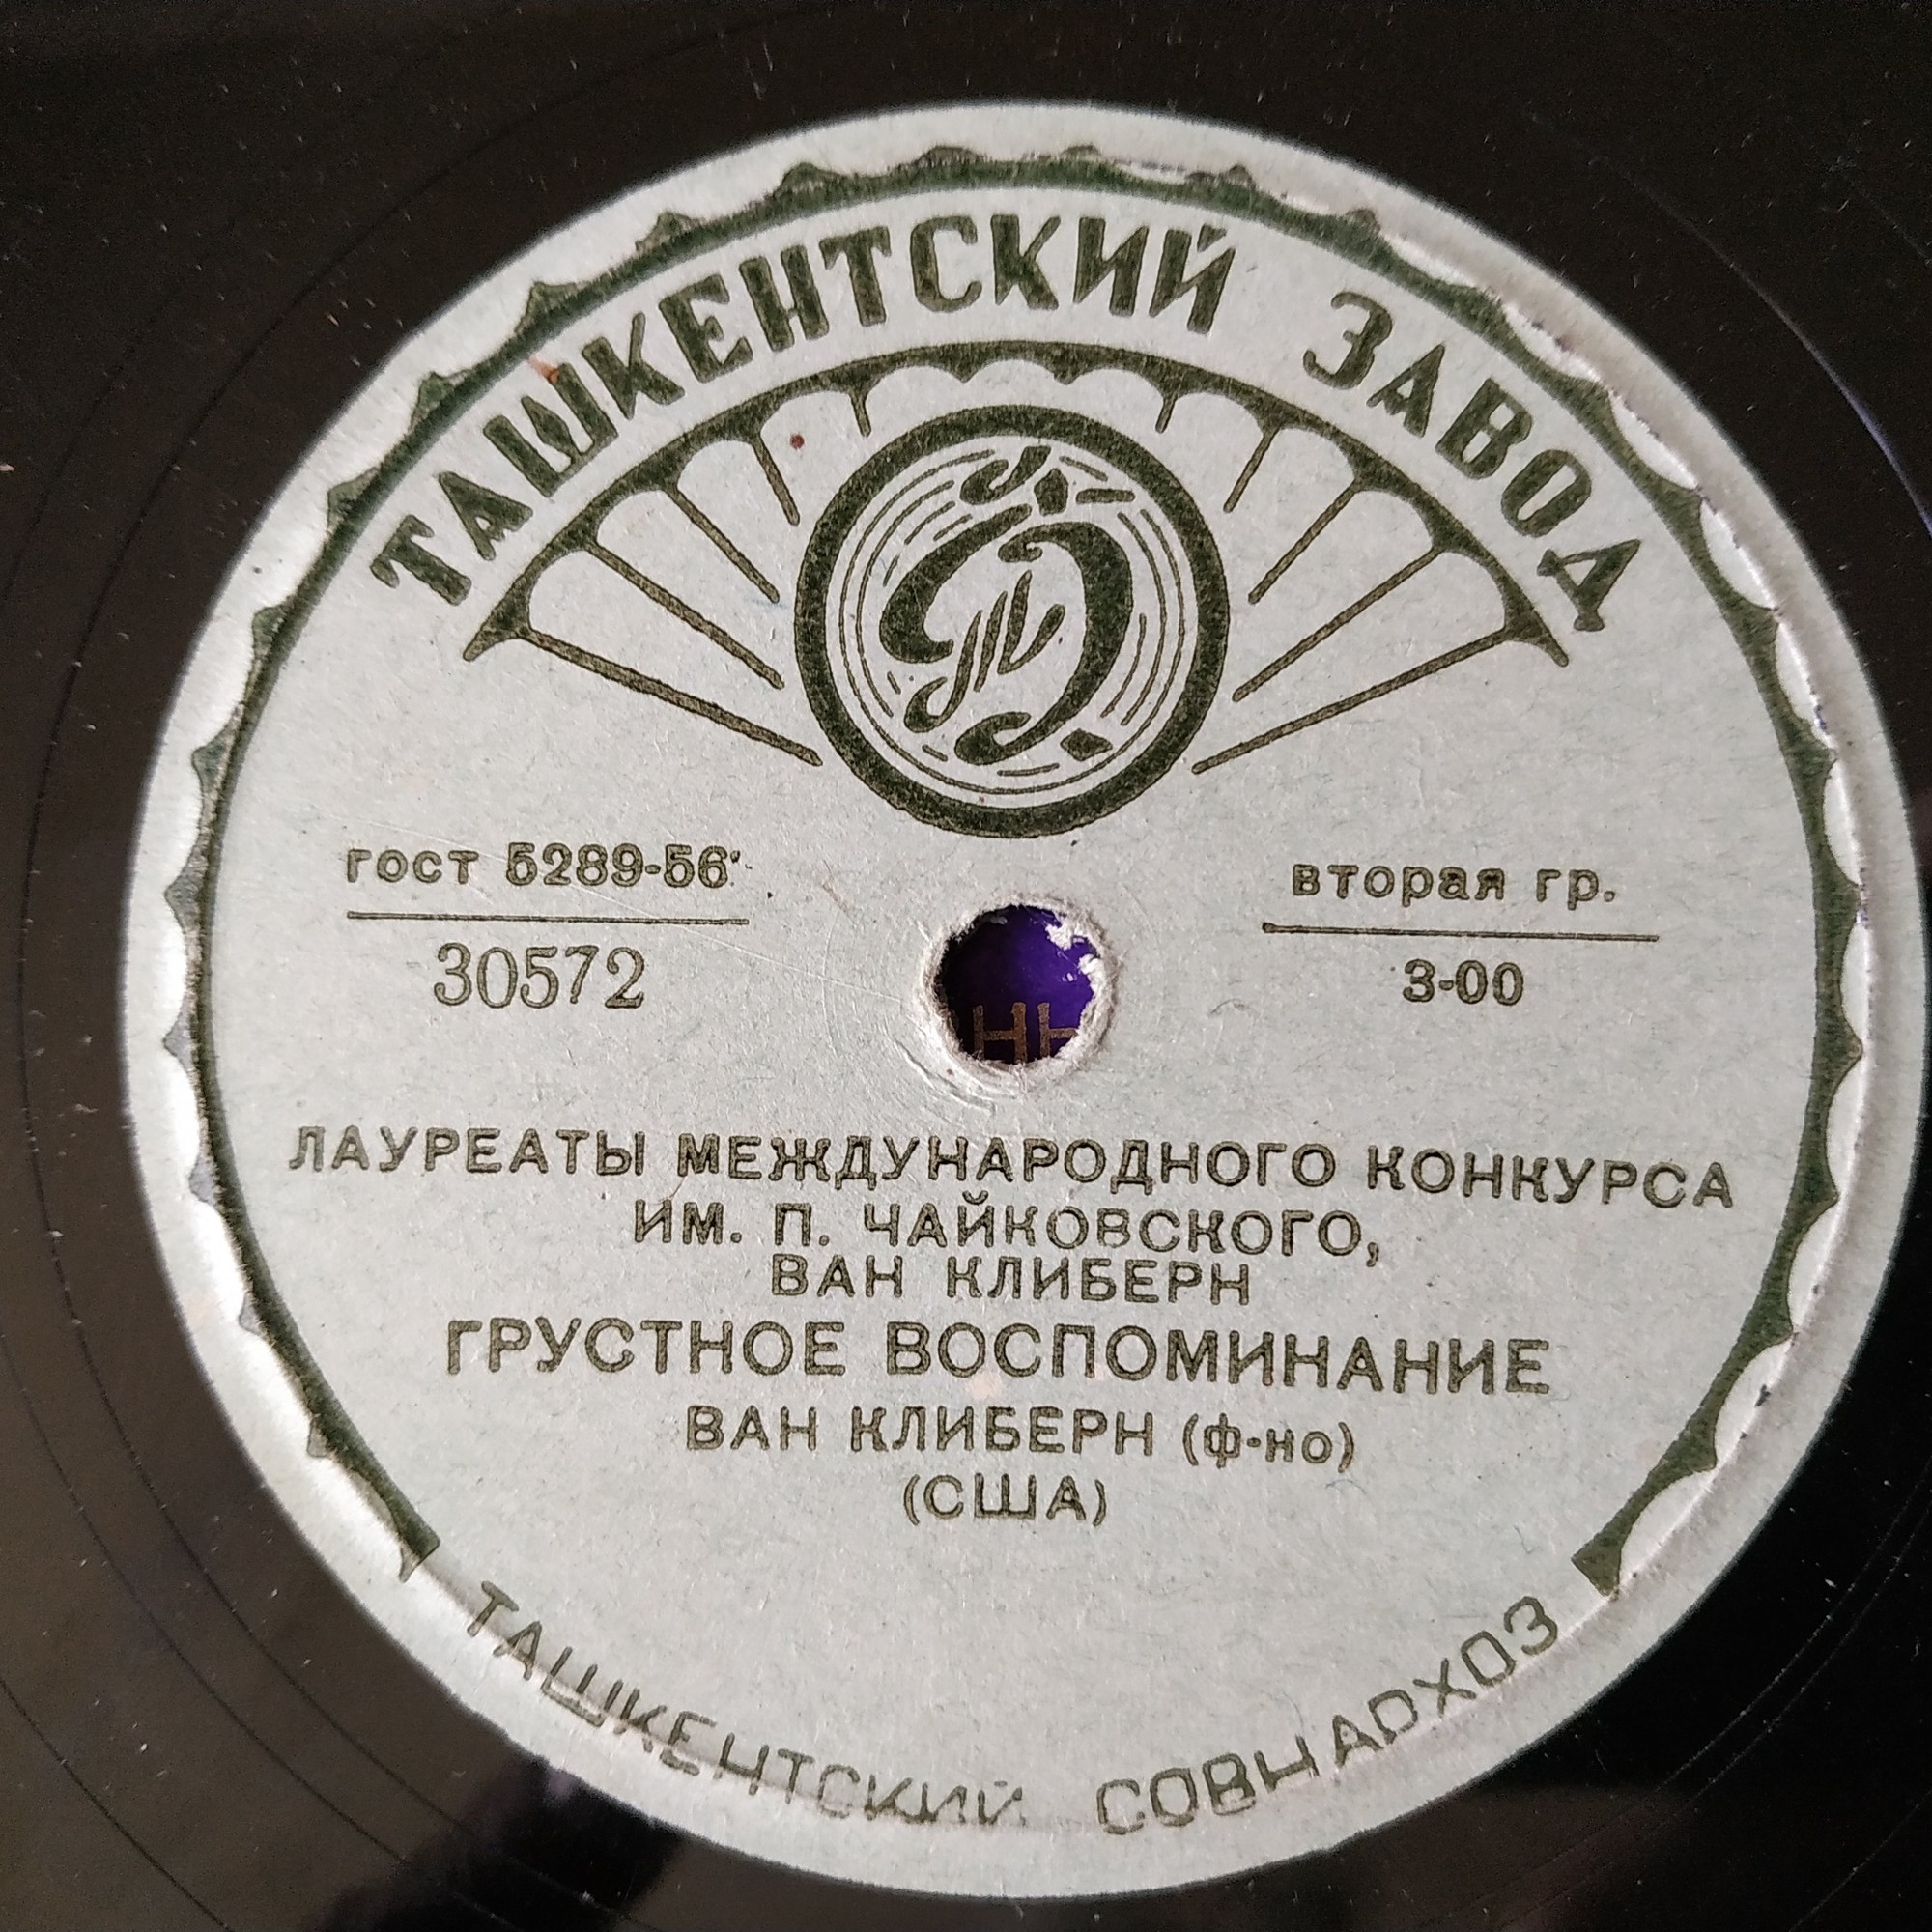 ТАШКЕНТСКИЙ ЗАВОД
гост 5289-56
вторая гр.
30572
3-00
ЛАУРЕАТЫ МЕЖДУНАРОДНОГО КОНКУРСА
ИМ. П. ЧАЙКОВСКОГО,
ВАН КЛИБЕРН
ГРУСТНОЕ ВОСПОМИНАНИЕ
ВАН КЛИБЕРН (ф-но)
(США)
ТАШКЕНТСКИЙ СОВНАРХОЗ